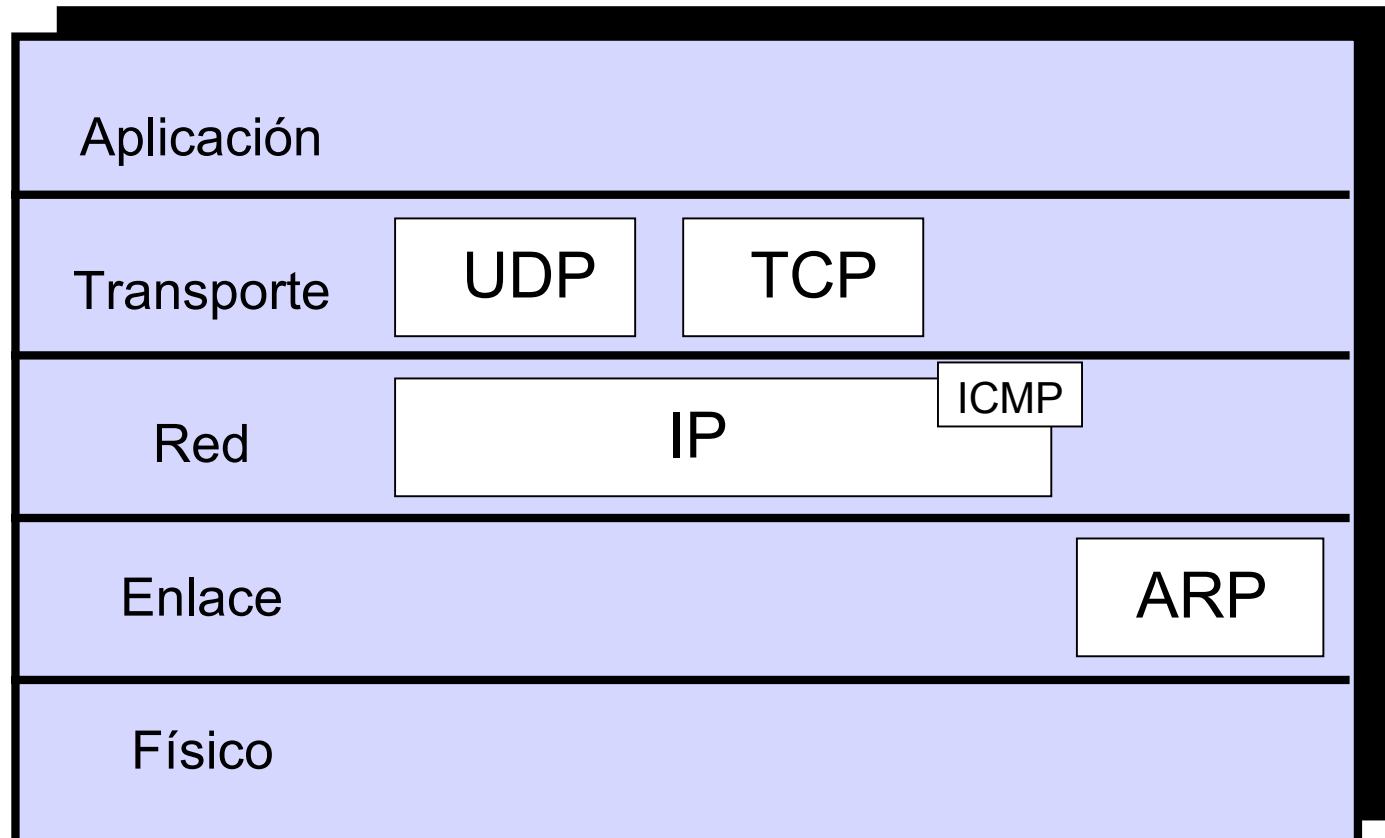 Aplicación
Transporte
UDP
TCP
Red
IP
ICMP
Enlace
ARP
Físico